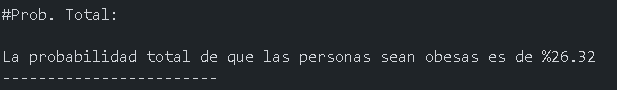 #Prob. Total:
La probabilidad total de que las personas sean obesas es de %26.32
------------------------